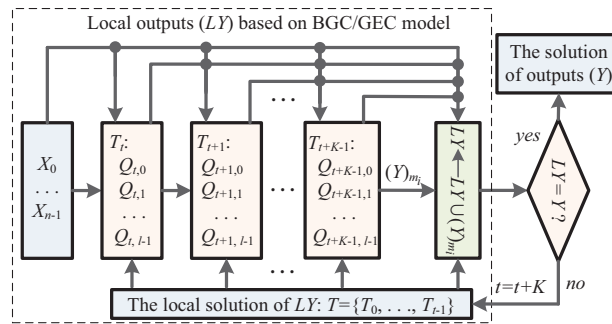 Local outputs (LY) based on BGC/GEC model
The solution
of outputs (Y)
X0
...
Xn-1
Tt:
Qt,0
Qt,1
...
Qt, l-1
Tt+1:
Qt+1,0
Qt+1,1
...
Qt+1, l-1
...
...
...
Tt+K-1:
Qt+K-1,0
Qt+K-1,1
...
Qt+K-1, l-1
(Y)mi
LY←LY∪(Y)mi
yes
LY=Y?
no
t=t+K
The local solution of LY: T={T0, . . ., Tt-1}